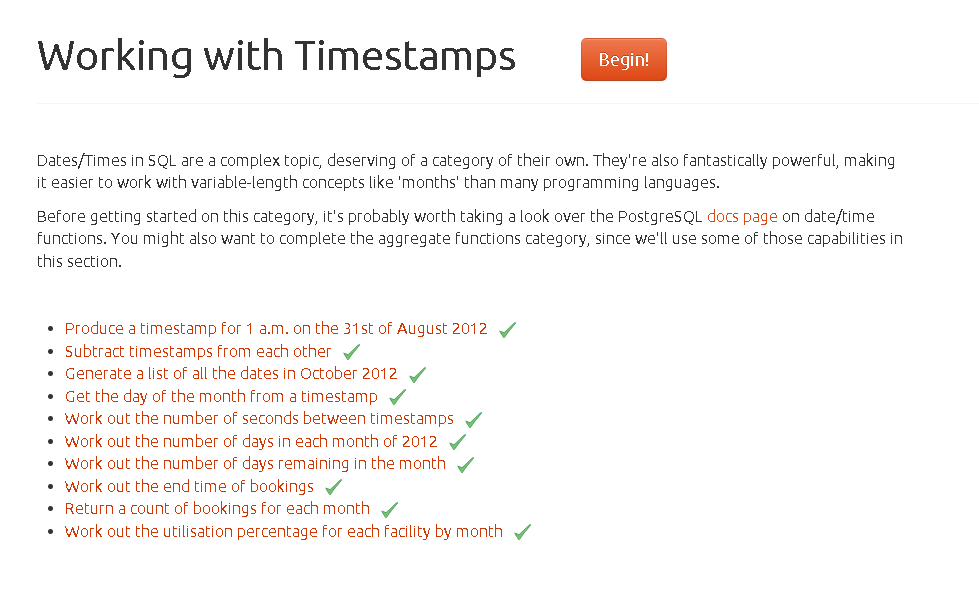 Working with Timestamps
Begin!
Dates/Times in SQL are a complex topic, deserving of a category of their own. They're also fantastically powerful, making
it easier to work with variable-length concepts like 'months' than many programming languages.
Before getting started on this category, it's probably worth taking a look over the PostgreSQL docs page on date/time
functions. You might also want to complete the aggregate functions category, since we'll use some of those capabilities in
this section.
Produce a timestamp for 1 a.m. on the 31st of August 2012
Subtract timestamps from each other
Generate a list of all the dates in October 2012
Get the day of the month from a timestamp
Work out the number of seconds between timestamps
Work out the number of days in each month of 2012
Work out the number of days remaining in the month
Work out the end time of bookings
Return a count of bookings for each month
Work out the utilisation percentage for each facility by month